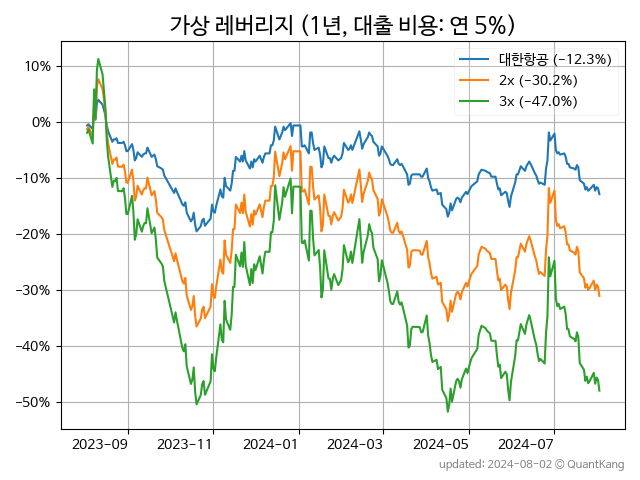 가상 레버리지 (1년, 대출 비용: 연 5%)
대한항공 (−12.3%)
2x (−30.2%)
3x (−47.0%)
10%
0%
−10%
−20%
−30%
−40%
−50%
2023-09
2023-11
2024-01
2024-03
2024-05
2024-07
updated: 2024-08-02 © QuantKang